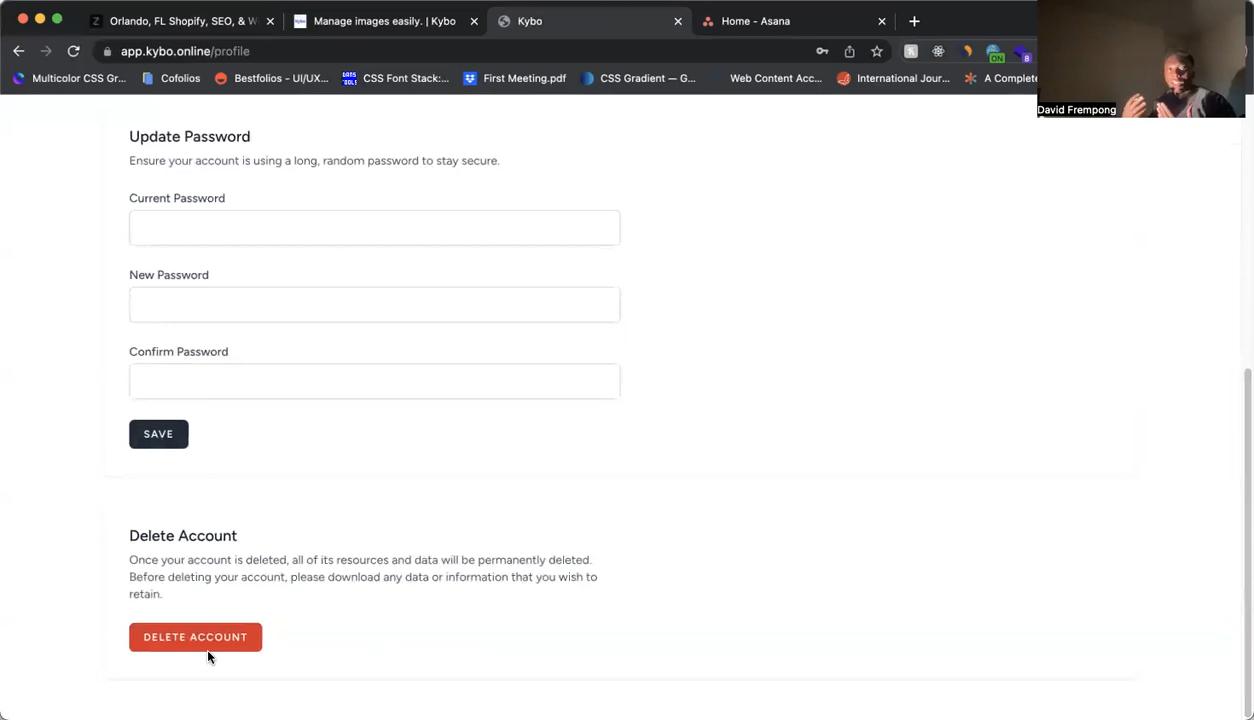 Orlando, FL Shopify, SEO, & W
Manage images easily. | Kybo
Kybo
Home - Asana
app.kybo.online/profile
ON
8
Multicolor CSS Gr...
Cofolios
Bestfolios – UI/UX...
CSS Font Stack:...
First Meeting.pdf
CSS Gradient — G...
Web Content Acc...
International Jour...
A Complete
David Frempong
Update Password
Ensure your account is using a long, random password to stay secure.
Current Password
New Password
Confirm Password
SAVE
Delete Account
Once your account is deleted, all of its resources and data will be permanently deleted.
Before deleting your account, please download any data or information that you wish to
retain.
DELETE ACCOUNT